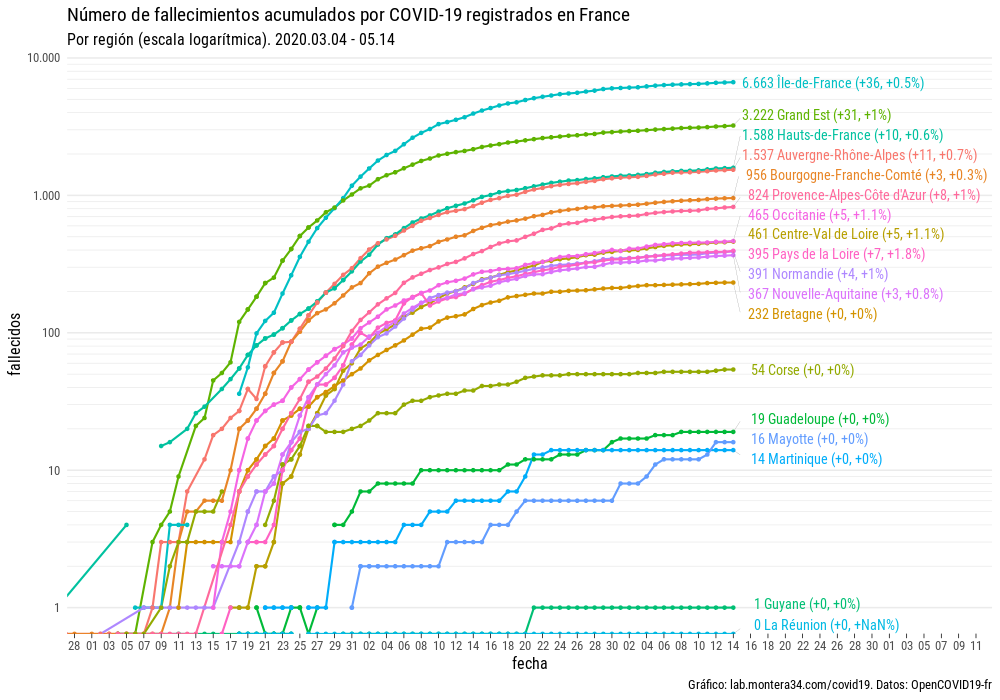 Número de fallecimientos acumulados por COVID-19 registrados en France
Por región (escala logarítmica). 2020.03.04 - 05.14
10.000
1.000
100
10
1
fallecidos
6.663 Île-de-France (+36, +0.5%)
3.222 Grand Est (+31, +1%)
1.588 Hauts-de-France (+10, +0.6%)
1.537 Auvergne-Rhône-Alpes (+11, +0.7%)
956 Bourgogne-Franche-Comté (+3, +0.3%)
824 Provence-Alpes-Côte d'Azur (+8, +1%)
465 Occitanie (+5, +1.1%)
461 Centre-Val de Loire (+5, +1.1%)
395 Pays de la Loire (+7, +1.8%)
391 Normandie (+4, +1%)
367 Nouvelle-Aquitaine (+3, +0.8%)
232 Bretagne (+0, +0%)
54 Corse (+0, +0%)
19 Guadeloupe (+0, +0%)
16 Mayotte (+0, +0%)
14 Martinique (+0, +0%)
1 Guyane (+0, +0%)
0 La Réunion (+0, +NaN%)
28 01 03 05 07 09 11 13 15 17 19 21 23 25 27 29 31 02 04 06 08 10 12 14 16 18 20 22 24 26 28 30 02 04 06 08 10 12 14 16 18 20 22 24 26 28 30 01 03 05 07 09 11
fecha
Gráfico: lab.montera34.com/covid19. Datos: OpenCOVID19-fr